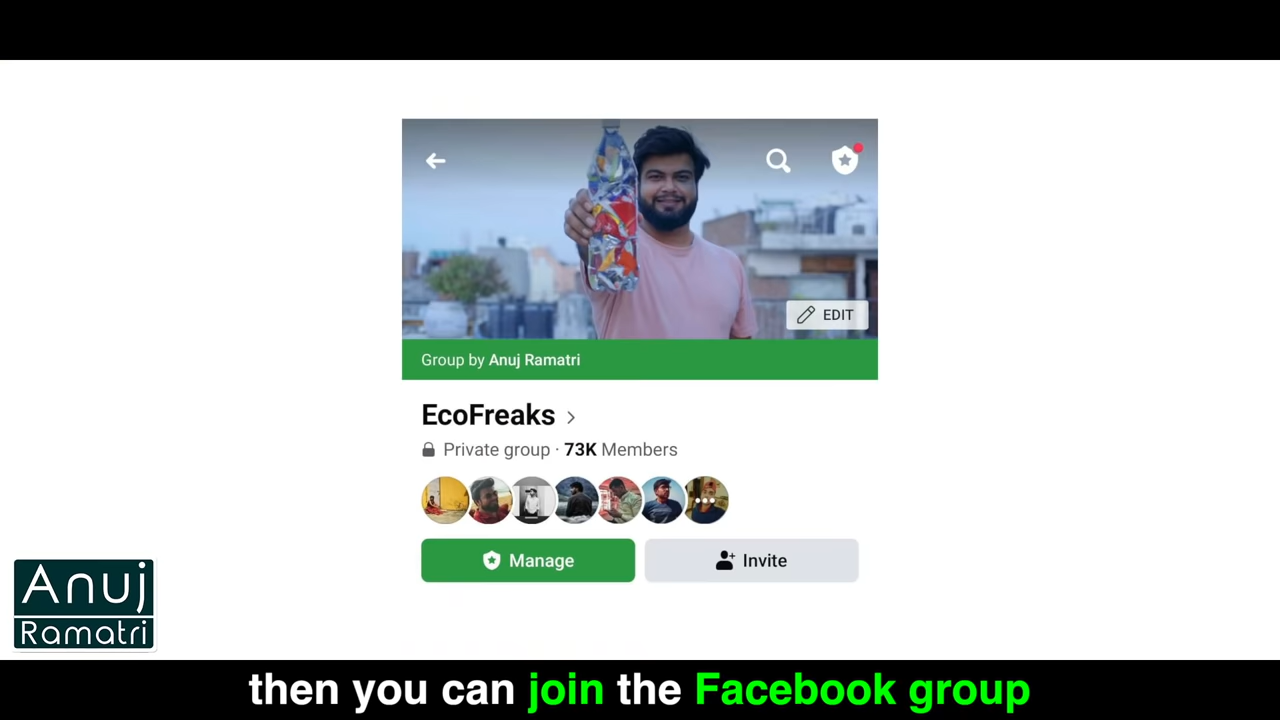 EDIT
Group by Anuj Ramatri
EcoFreaks
Private group · 73K Members
Manage
Invite
Anuj
Ramatri
then you can join the Facebook group